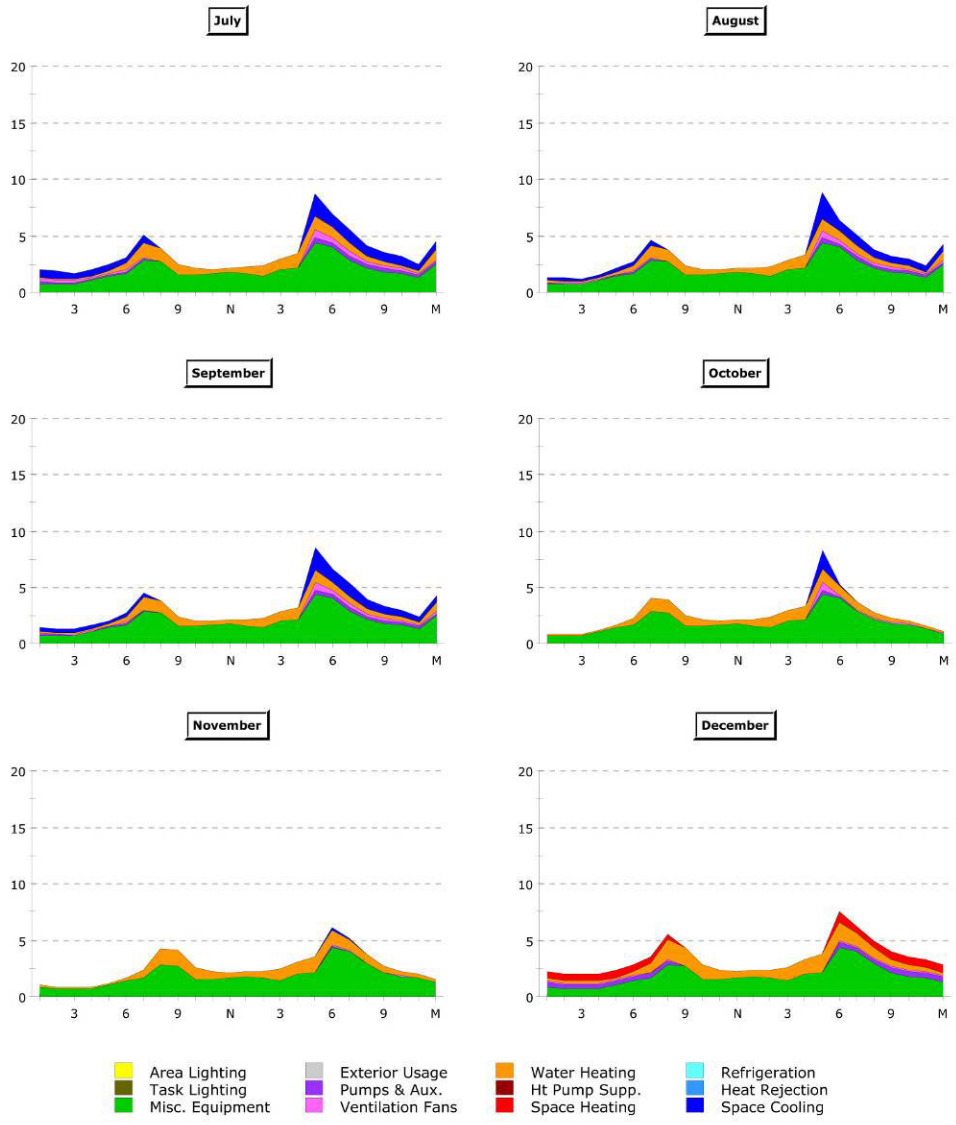 July
August
20
15
10
5
0
3 6 9 N 3 6 9 M
20
15
10
5
0
3 6 9 N 3 6 9 M
September
October
20
15
10
5
0
3 6 9 N 3 6 9 M
20
15
10
5
0
3 6 9 N 3 6 9 M
November
December
20
15
10
5
0
3 6 9 N 3 6 9 M
20
15
10
5
0
3 6 9 N 3 6 9 M
Area Lighting
Task Lighting
Misc. Equipment
Exterior Usage
Pumps & Aux.
Ventilation Fans
Water Heating
Ht Pump Supp.
Space Heating
Refrigeration
Heat Rejection
Space Cooling